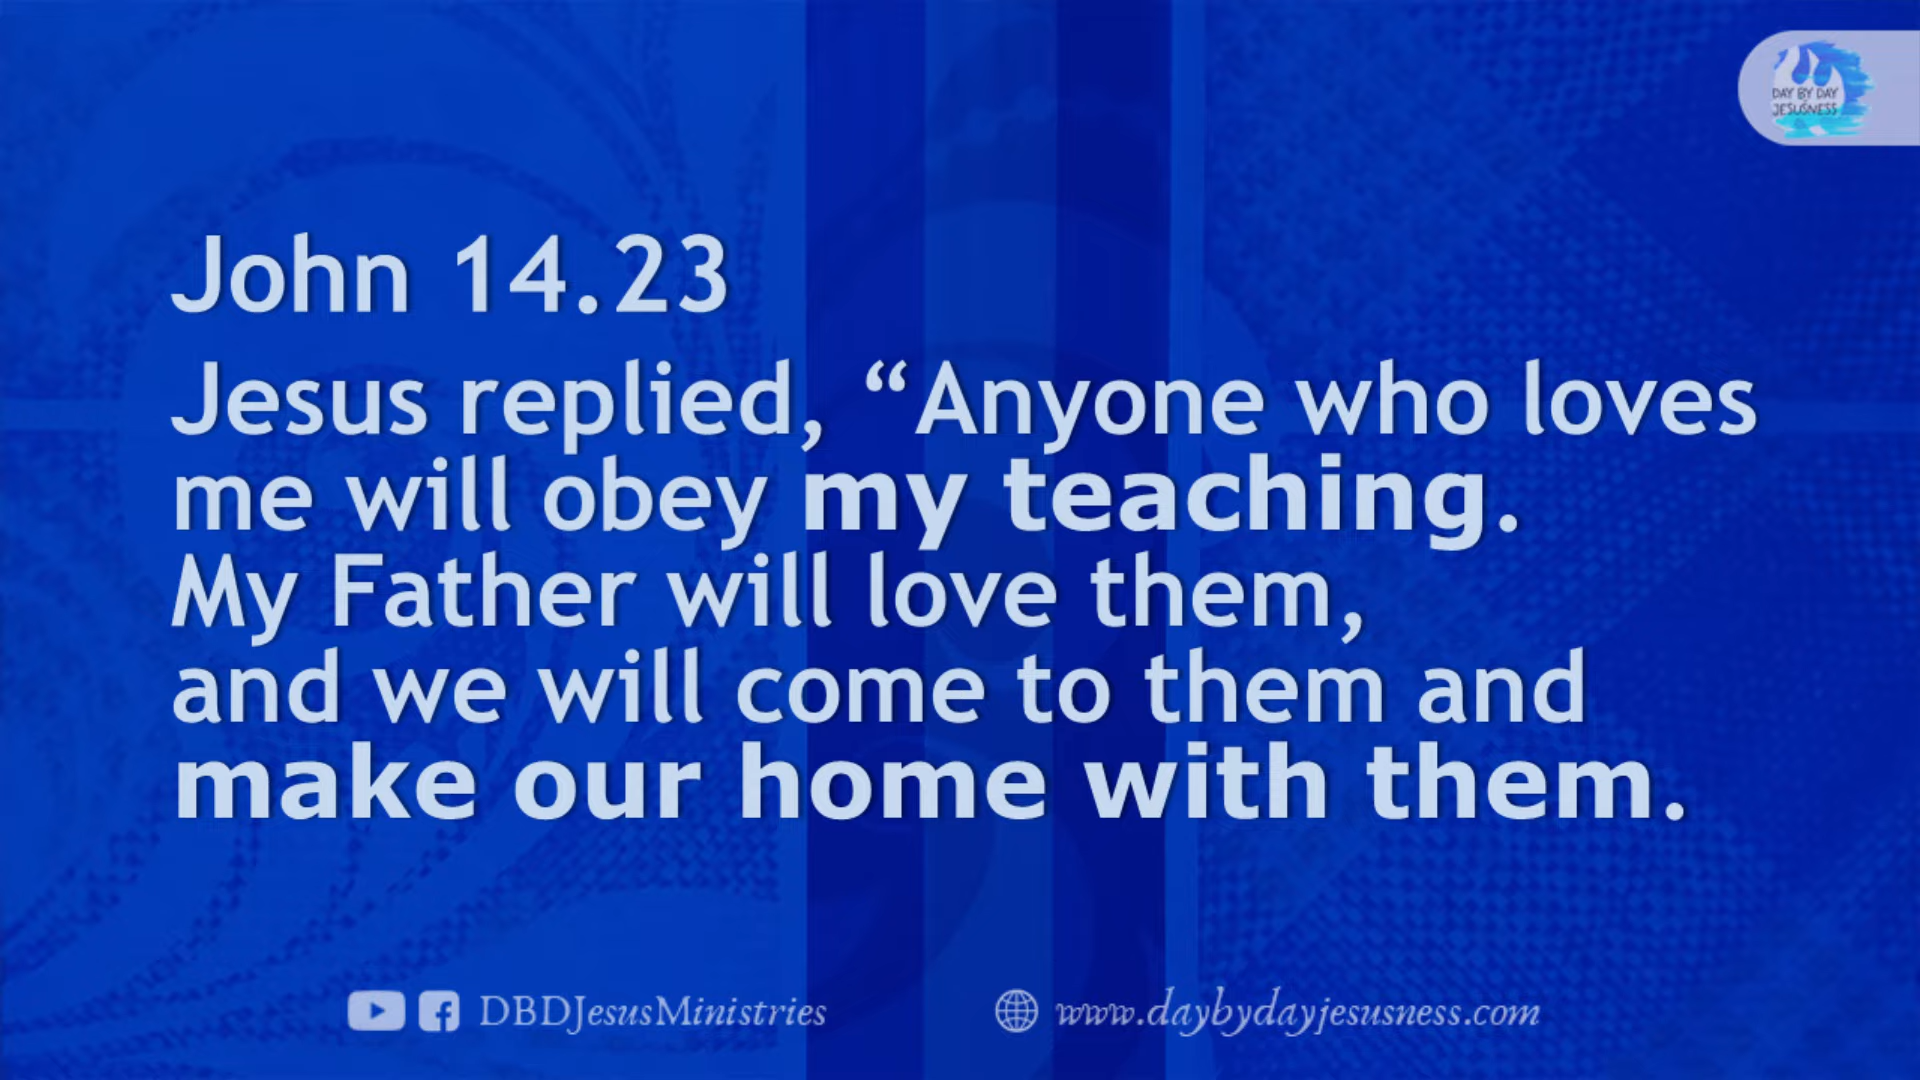 DAY BY DAY
JESUSNESS
John 14.23
Jesus replied, “Anyone who loves
me will obey my teaching.
My Father will love them,
and we will come to them and
make our home with them.
DBDJesusMinistries
www.daybydayjesusness.com